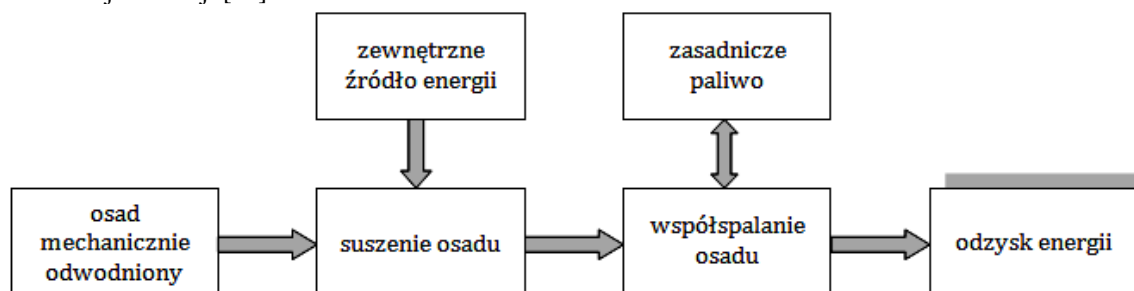 zewnętrzne
źródło energii
zasadnicze
paliwo
osad
mechanicznie
odwodniony
suszenie osadu
współspalanie
osadu
odzysk energii